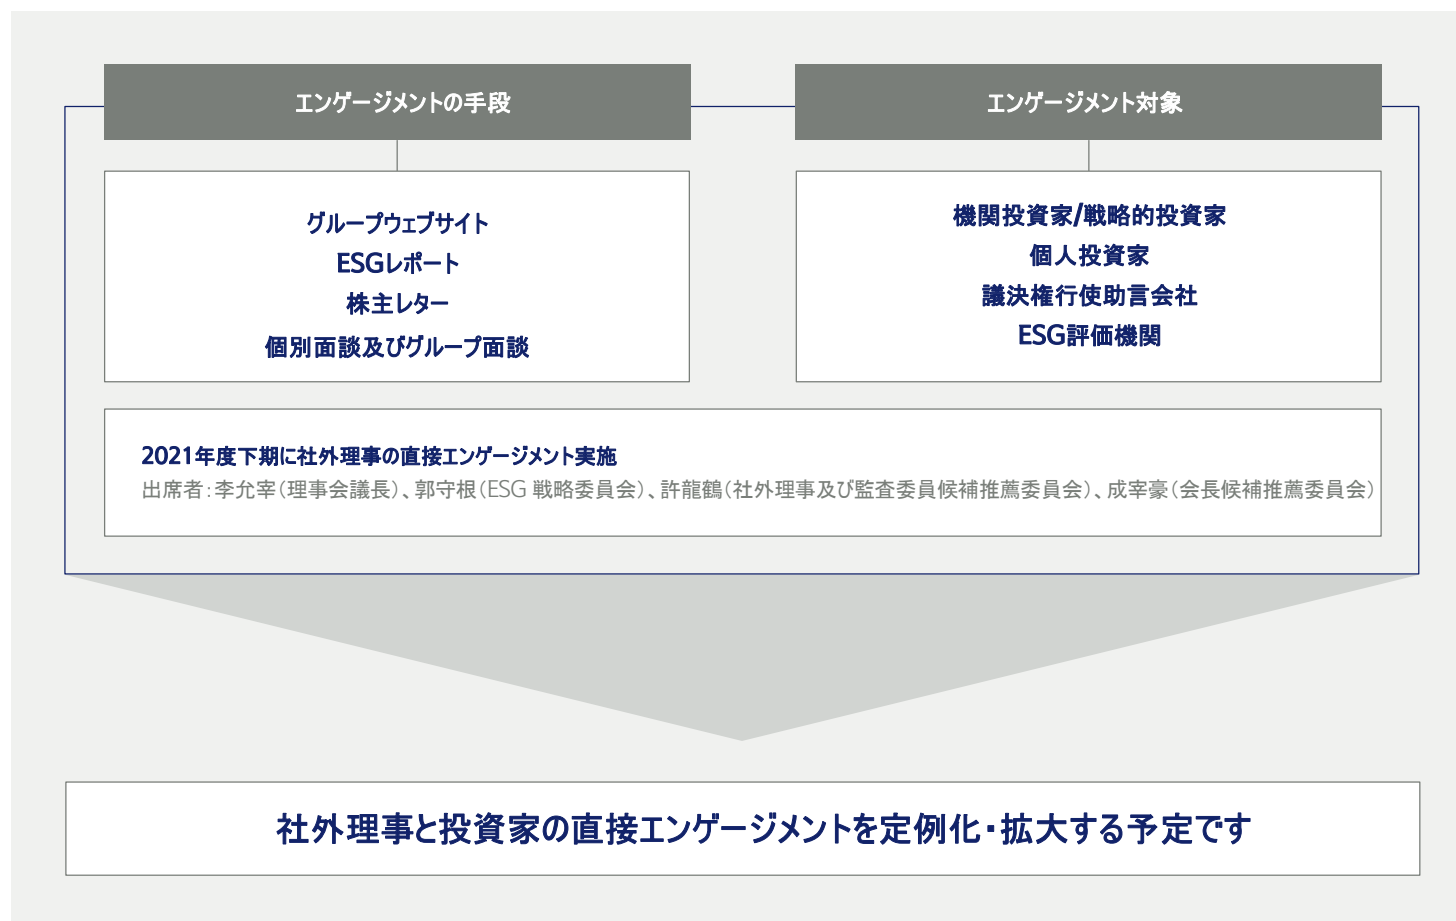 エンゲージメントの手段
グループウェブサイト
ESGレポート
株主レター
個別面談及びグループ面談
エンゲージメント対象
機関投資家/戦略的投資家
個人投資家
議決権行使助言会社
ESG評価機関
2021年度下期に社外理事の直接エンゲージメント実施
出席者：李允宰（理事会議長）、郭守根（ESG 戦略委員会）、許龍鶴（社外理事及び監査委員候補推薦委員会）、成宰豪（会長候補推薦委員会）
社外理事と投資家の直接エンゲージメントを定例化・拡大する予定です